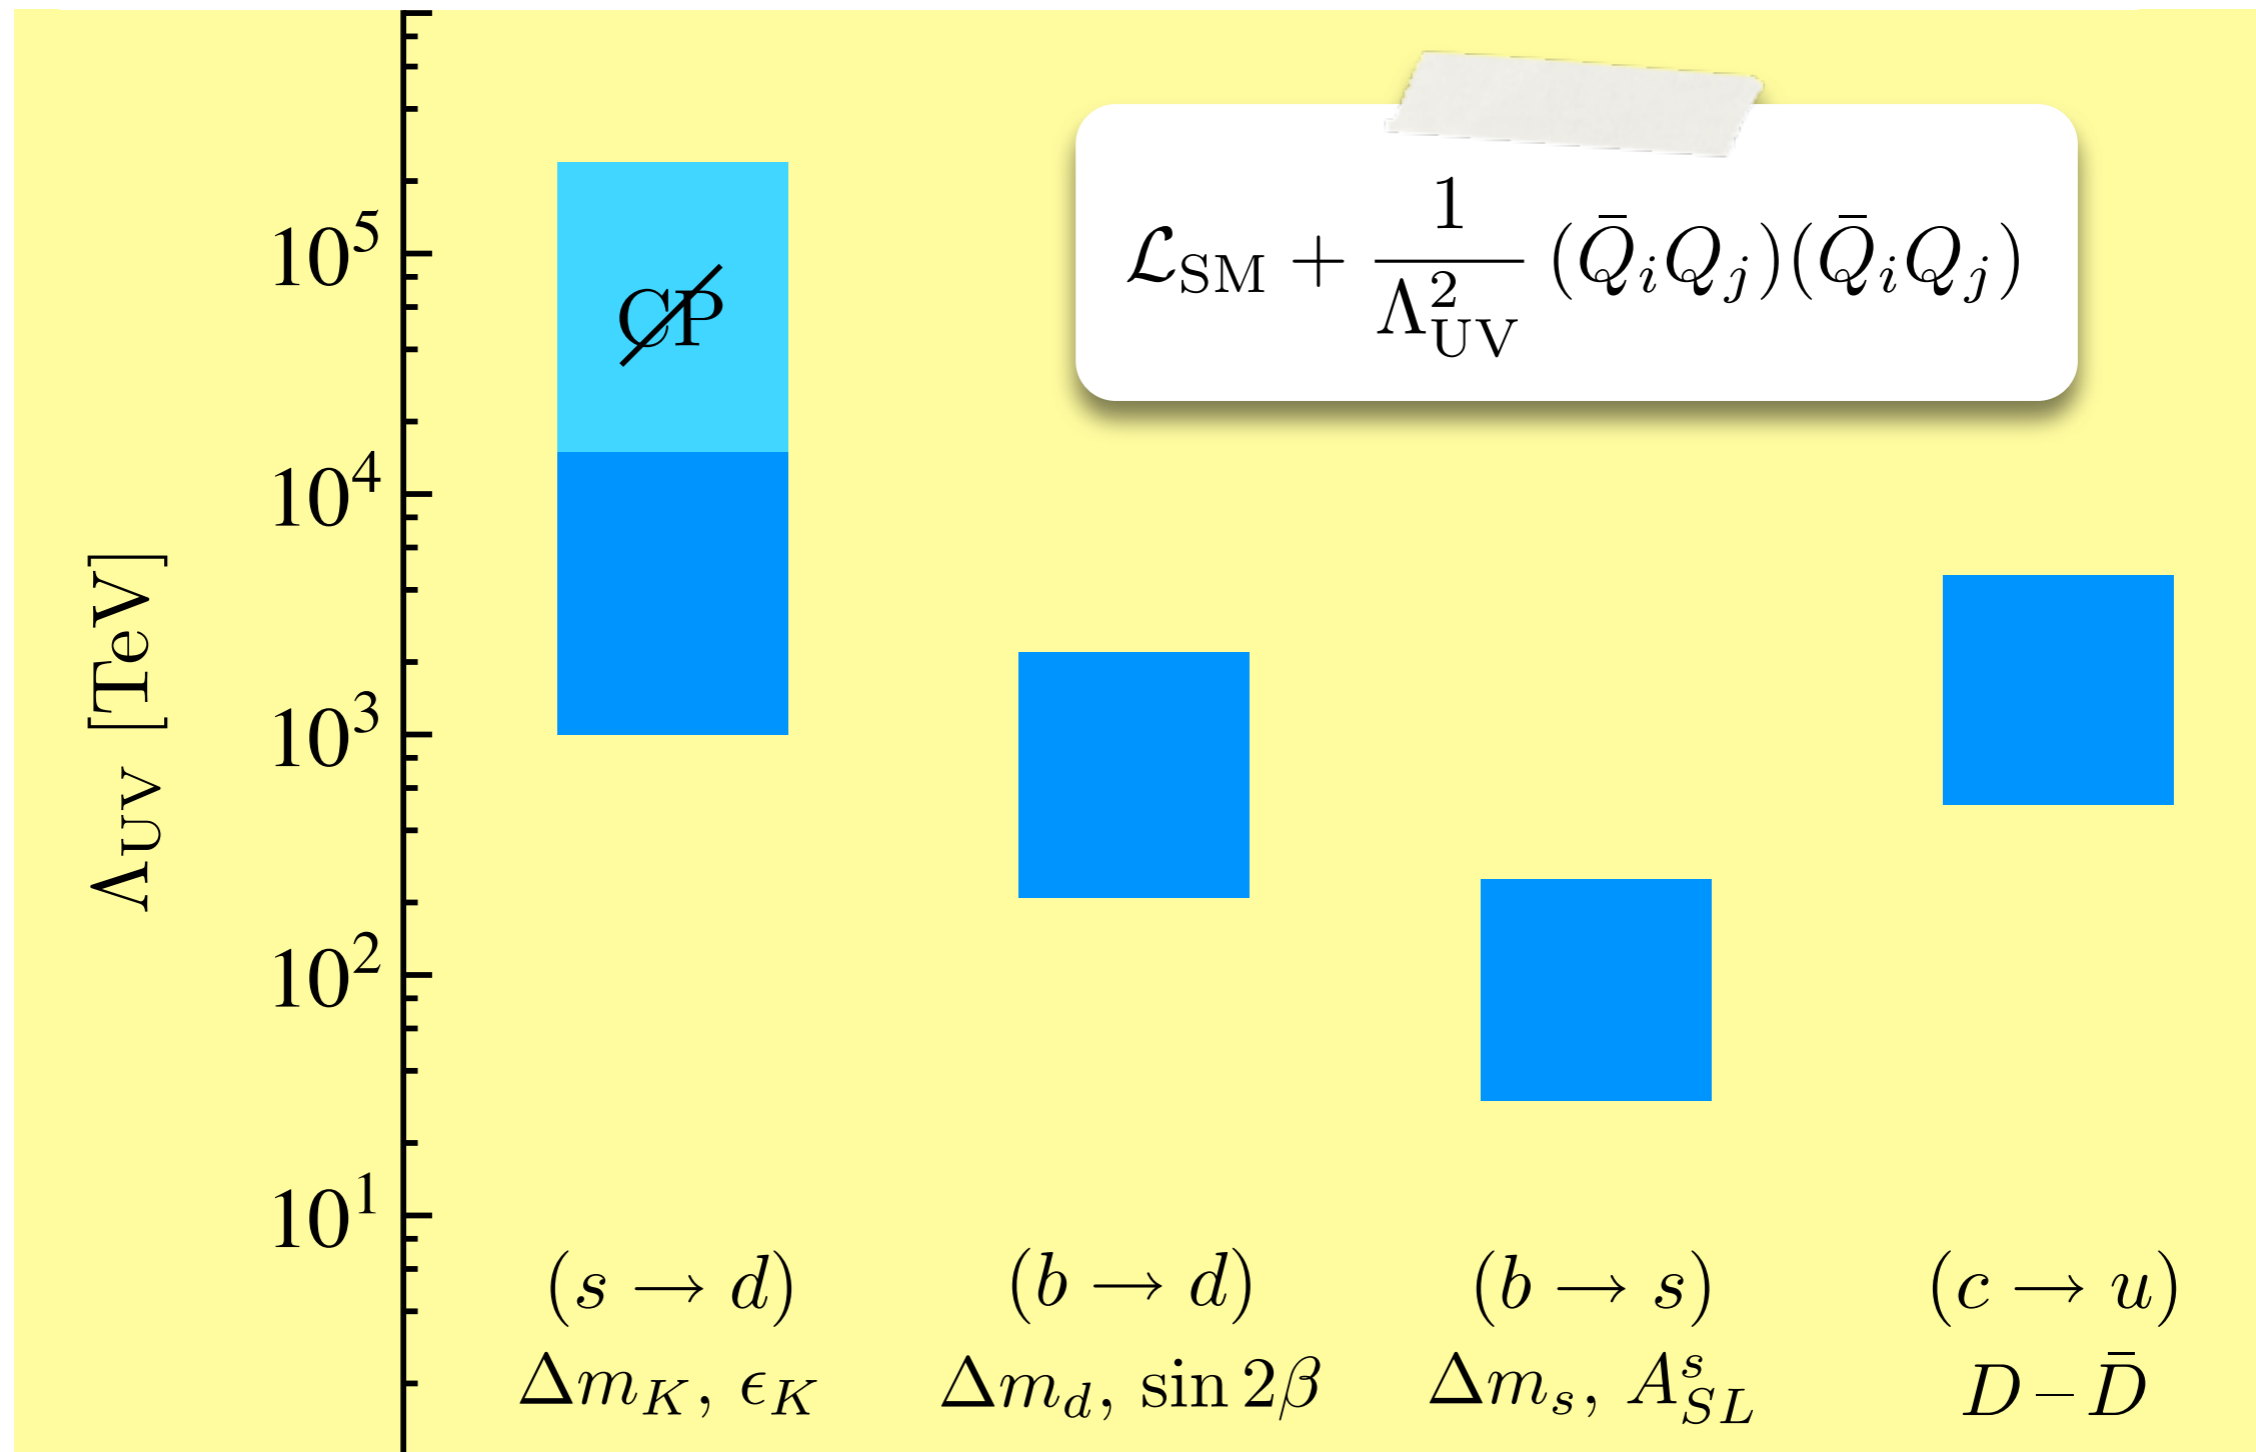 Λ_UV [TeV]
10^5
10^4
10^3
10^2
10^1
C̸P
ℒ_SM + 1/Λ²_UV (Q̄_i Q_j)(Q̄_i Q_j)
(s → d)
Δm_K, ϵ_K
(b → d)
Δm_d, sin 2β
(b → s)
Δm_s, A^s_SL
(c → u)
D – D̄